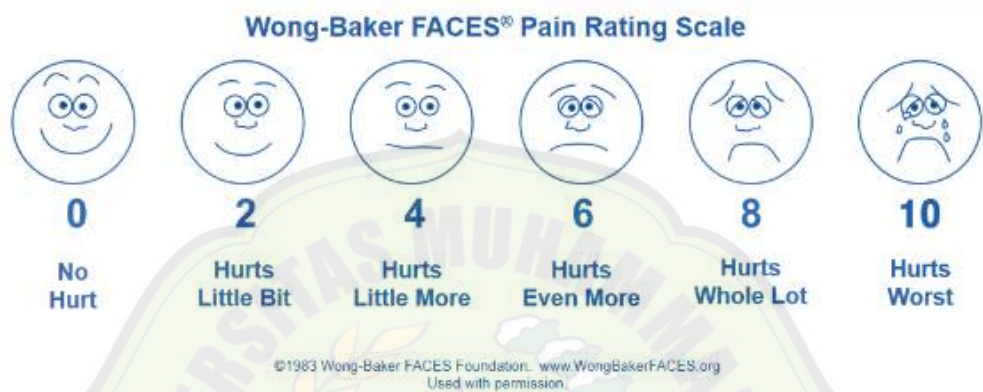 Wong-Baker FACES® Pain Rating Scale
0 2 4 6 8 10
No Hurts Hurts Hurts Hurts Hurts
Hurt Little Bit Little More Even More Whole Lot Worst
©1983 Wong-Baker FACES Foundation. www.WongBakerFACES.org
Used with permission.